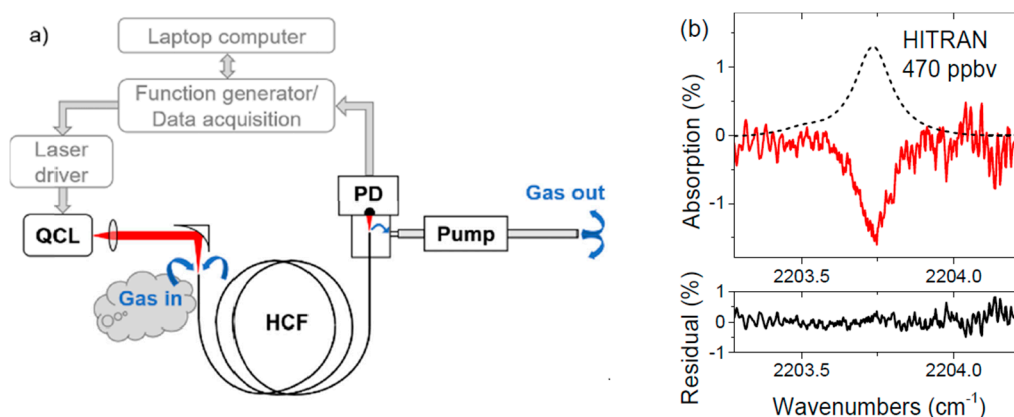 a)
Laptop computer
Function generator/
Data acquisition
Laser
driver
QCL
PD
Gas out
Pump
Gas in
HCF
(b)
HITRAN
470 ppbv
Absorption (%)
1
0
-1
2203.5
2204.0
Residual (%)
1
0
-1
2203.5
2204.0
Wavenumbers (cm⁻¹)